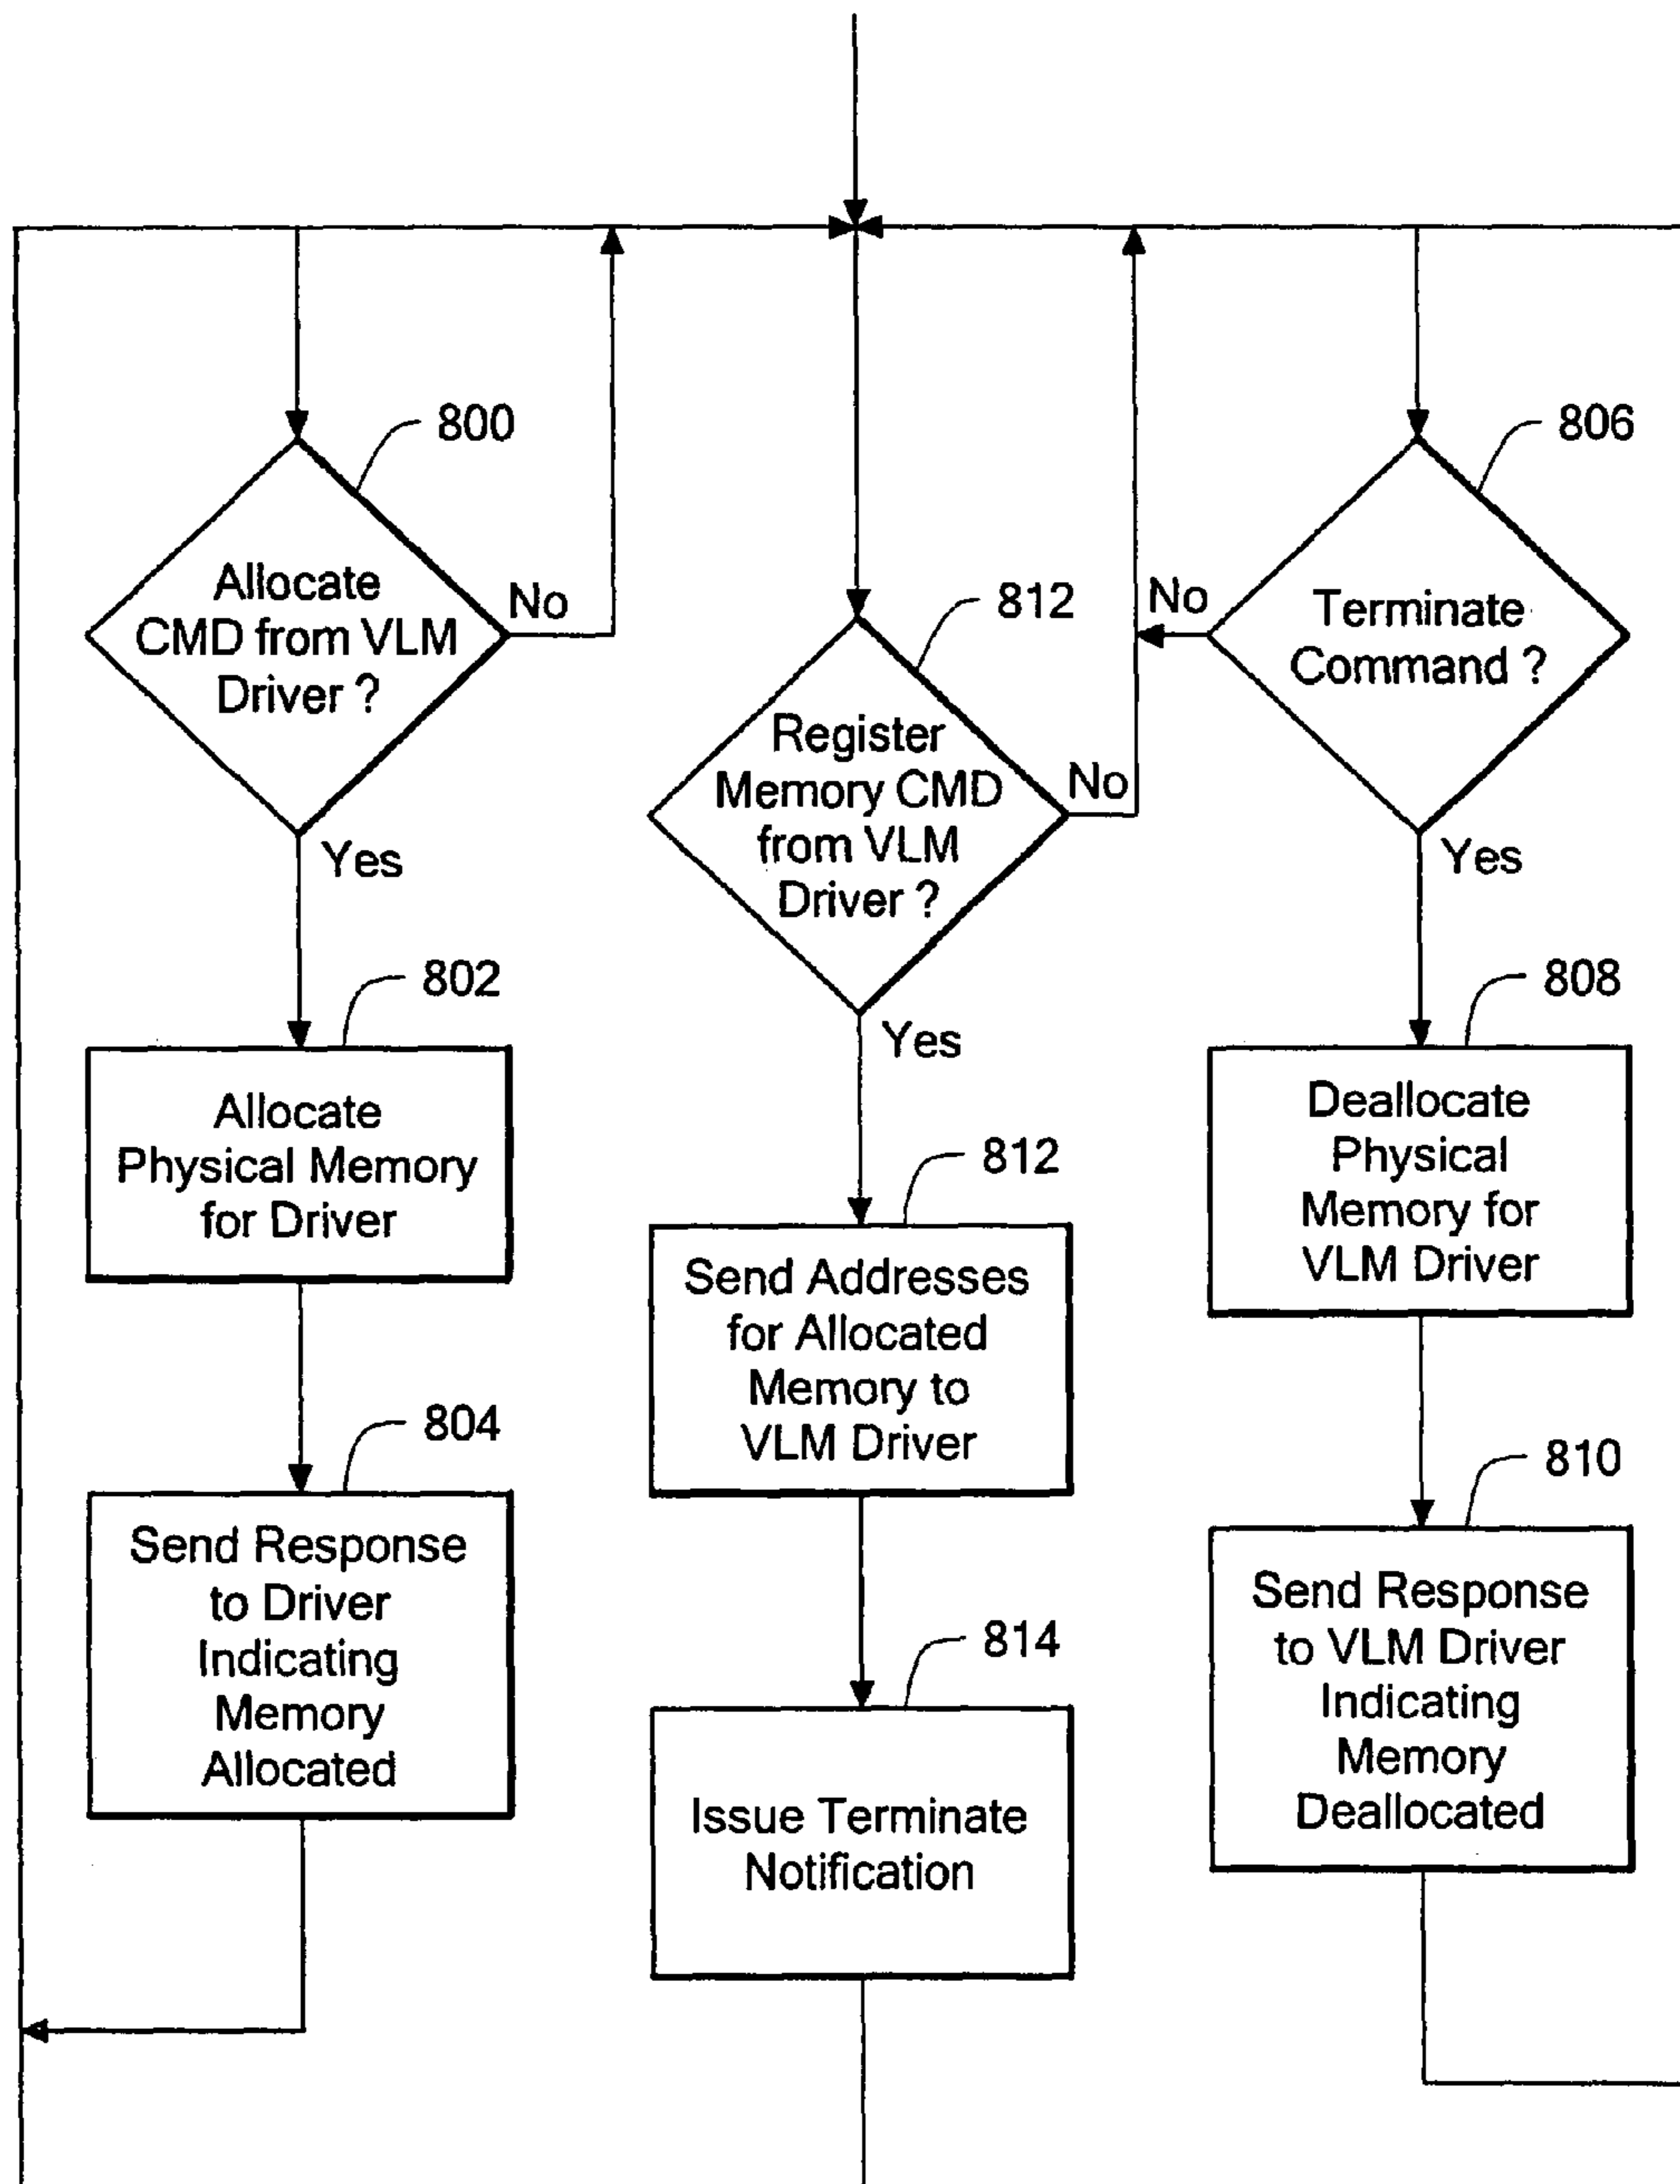 800
Allocate
CMD from VLM
Driver ?
No
Yes
802
Allocate
Physical Memory
for Driver
804
Send Response
to Driver
Indicating
Memory
Allocated
812
Register
Memory CMD
from VLM
Driver ?
No
Yes
812
Send Addresses
for Allocated
Memory to
VLM Driver
814
Issue Terminate
Notification
806
Terminate
Command ?
No
Yes
808
Deallocate
Physical
Memory for
VLM Driver
810
Send Response
to VLM Driver
Indicating
Memory
Deallocated